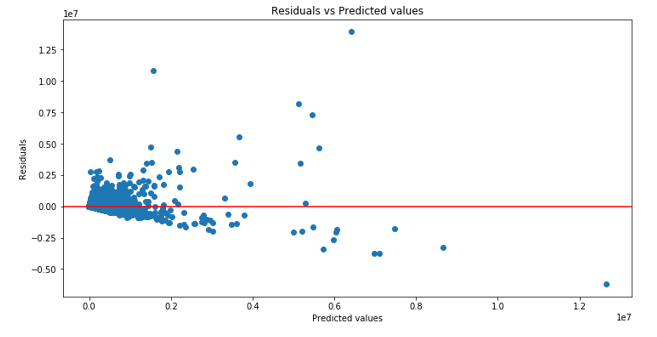 Residuals vs Predicted values
1e7
1.25
1.00
0.75
0.50
0.25
0.00
−0.25
−0.50
Residuals
0.0 0.2 0.4 0.6 0.8 1.0 1.2
Predicted values
1e7